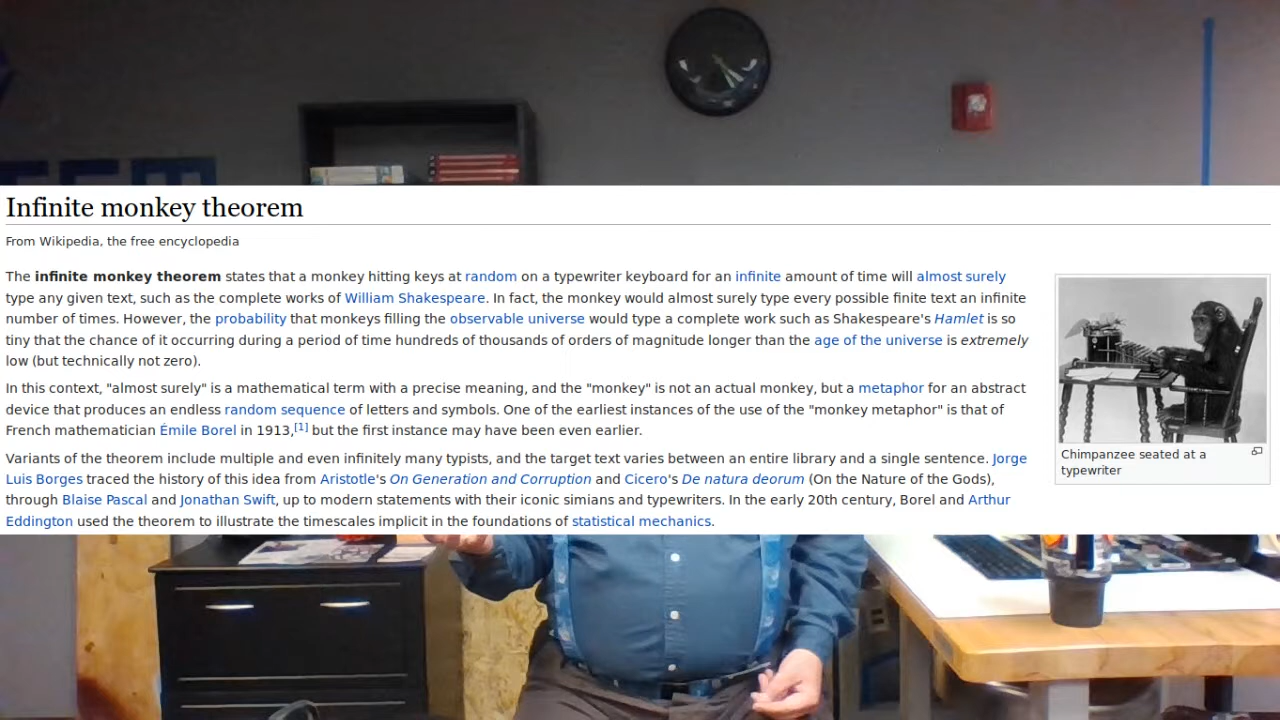 Infinite monkey theorem
From Wikipedia, the free encyclopedia
The infinite monkey theorem states that a monkey hitting keys at random on a typewriter keyboard for an infinite amount of time will almost surely
type any given text, such as the complete works of William Shakespeare. In fact, the monkey would almost surely type every possible finite text an infinite
number of times. However, the probability that monkeys filling the observable universe would type a complete work such as Shakespeare's Hamlet is so
tiny that the chance of it occurring during a period of time hundreds of thousands of orders of magnitude longer than the age of the universe is extremely
low (but technically not zero).
In this context, "almost surely" is a mathematical term with a precise meaning, and the "monkey" is not an actual monkey, but a metaphor for an abstract
device that produces an endless random sequence of letters and symbols. One of the earliest instances of the use of the "monkey metaphor" is that of
French mathematician Émile Borel in 1913,[1] but the first instance may have been even earlier.
Variants of the theorem include multiple and even infinitely many typists, and the target text varies between an entire library and a single sentence. Jorge
Luis Borges traced the history of this idea from Aristotle's On Generation and Corruption and Cicero's De natura deorum (On the Nature of the Gods),
through Blaise Pascal and Jonathan Swift, up to modern statements with their iconic simians and typewriters. In the early 20th century, Borel and Arthur
Eddington used the theorem to illustrate the timescales implicit in the foundations of statistical mechanics.
Chimpanzee seated at a
typewriter